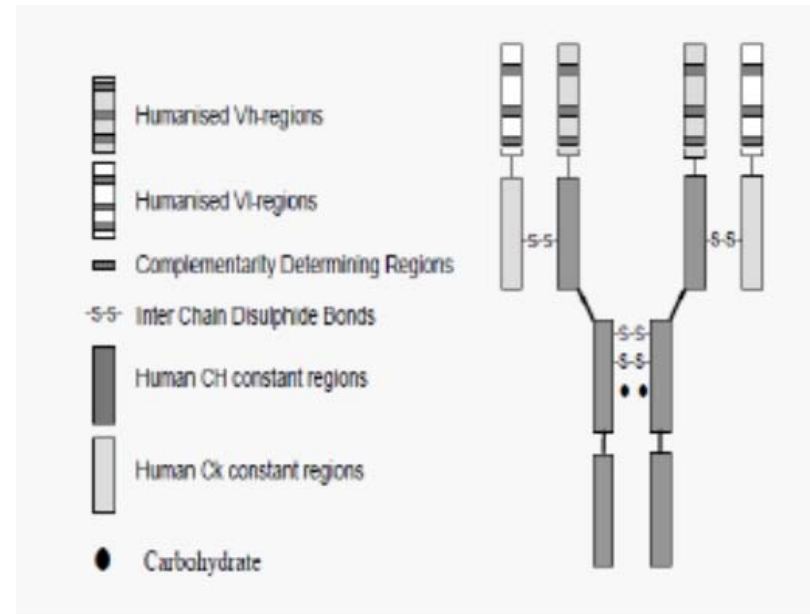 Humanised Vh-regions
Humanised Vl-regions
Complementarity Determining Regions
-S-S- Inter Chain Disulphide Bonds
Human CH constant regions
Human Ck constant regions
Carbohydrate
-S-S-
-S-S-
-S-S-
-S-S-